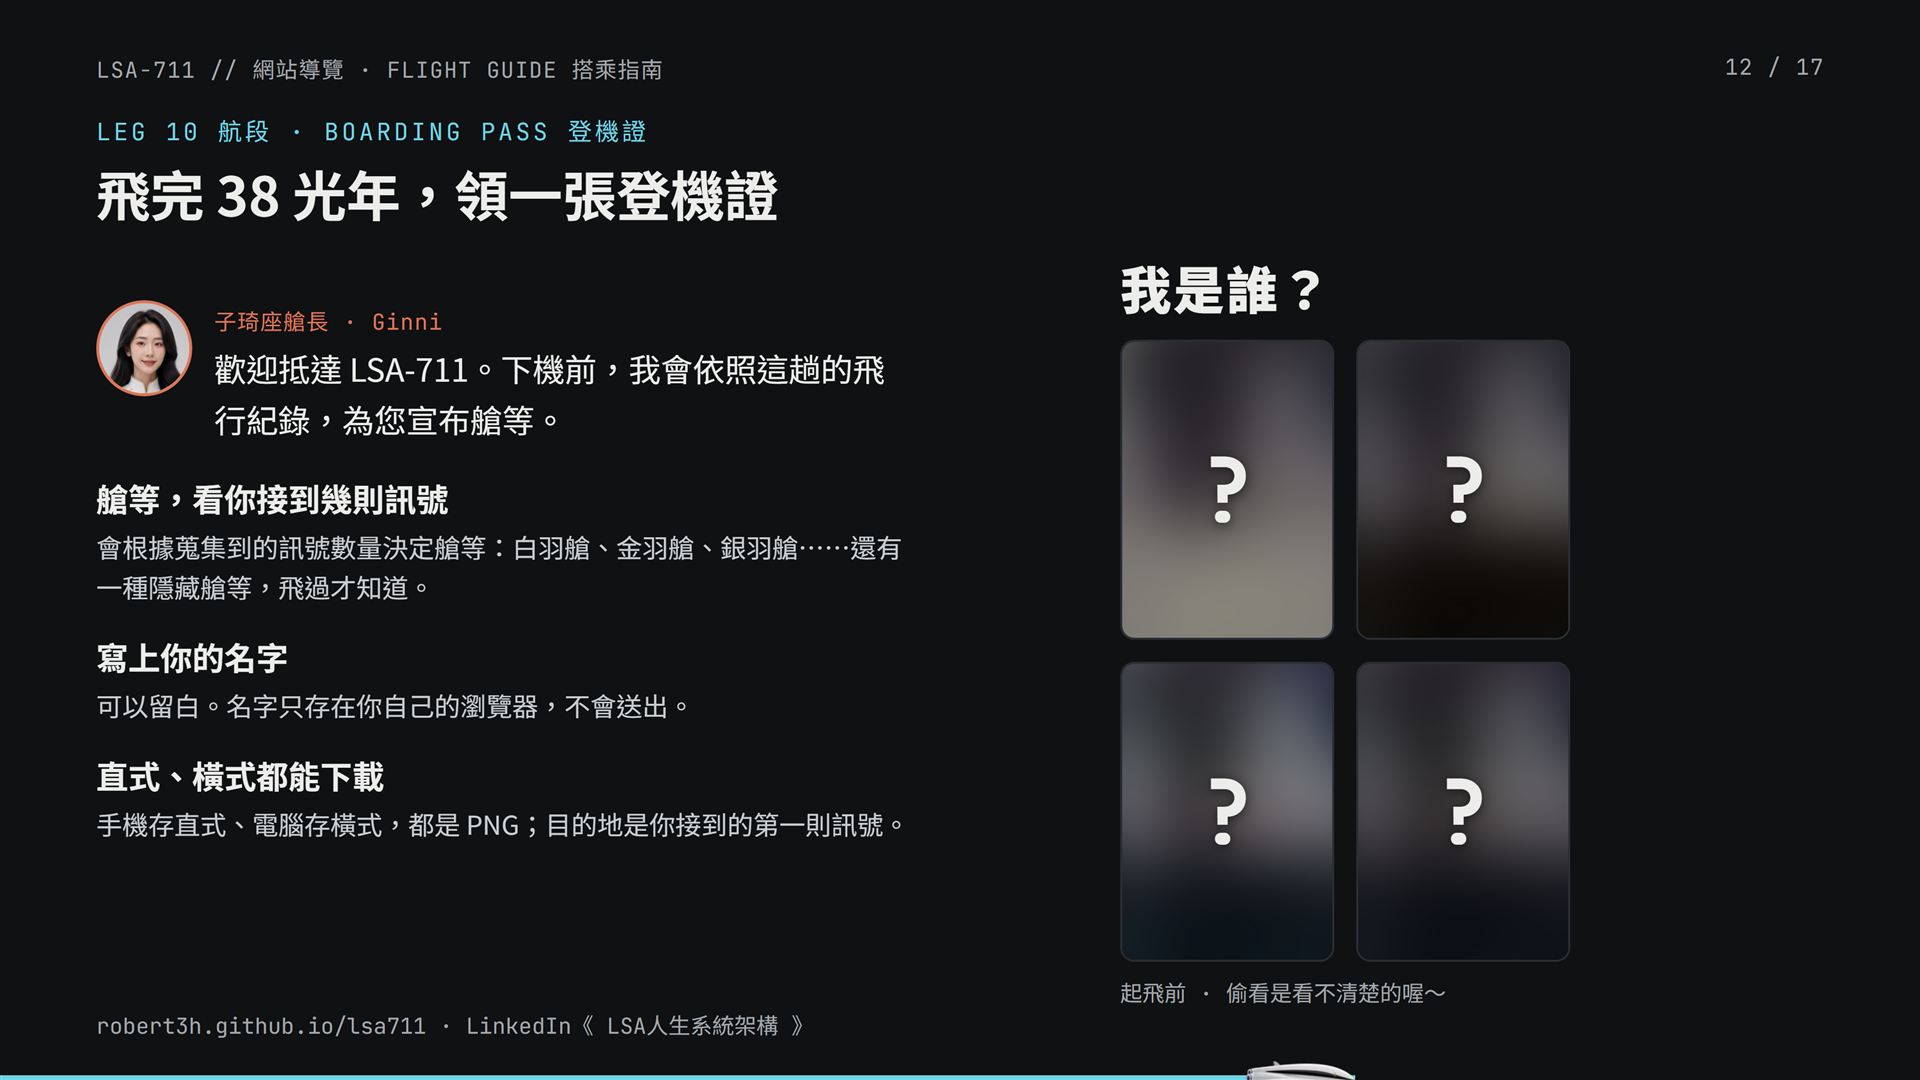 LSA-711 // 網站導覽 · FLIGHT GUIDE 搭乘指南
12 / 17
LEG 10 航段 · BOARDING PASS 登機證
飛完 38 光年，領一張登機證
子琦座艙長 · Ginni
歡迎抵達 LSA-711。下機前，我會依照這趟的飛
行紀錄，為您宣布艙等。
艙等，看你接到幾則訊號
會根據蒐集到的訊號數量決定艙等：白羽艙、金羽艙、銀羽艙⋯⋯還有
一種隱藏艙等，飛過才知道。
寫上你的名字
可以留白。名字只存在你自己的瀏覽器，不會送出。
直式、橫式都能下載
手機存直式、電腦存橫式，都是 PNG；目的地是你接到的第一則訊號。
我是誰？
? ?
? ?
起飛前 · 偷看是看不清楚的喔～
robert3h.github.io/lsa711 · LinkedIn《 LSA人生系統架構 》